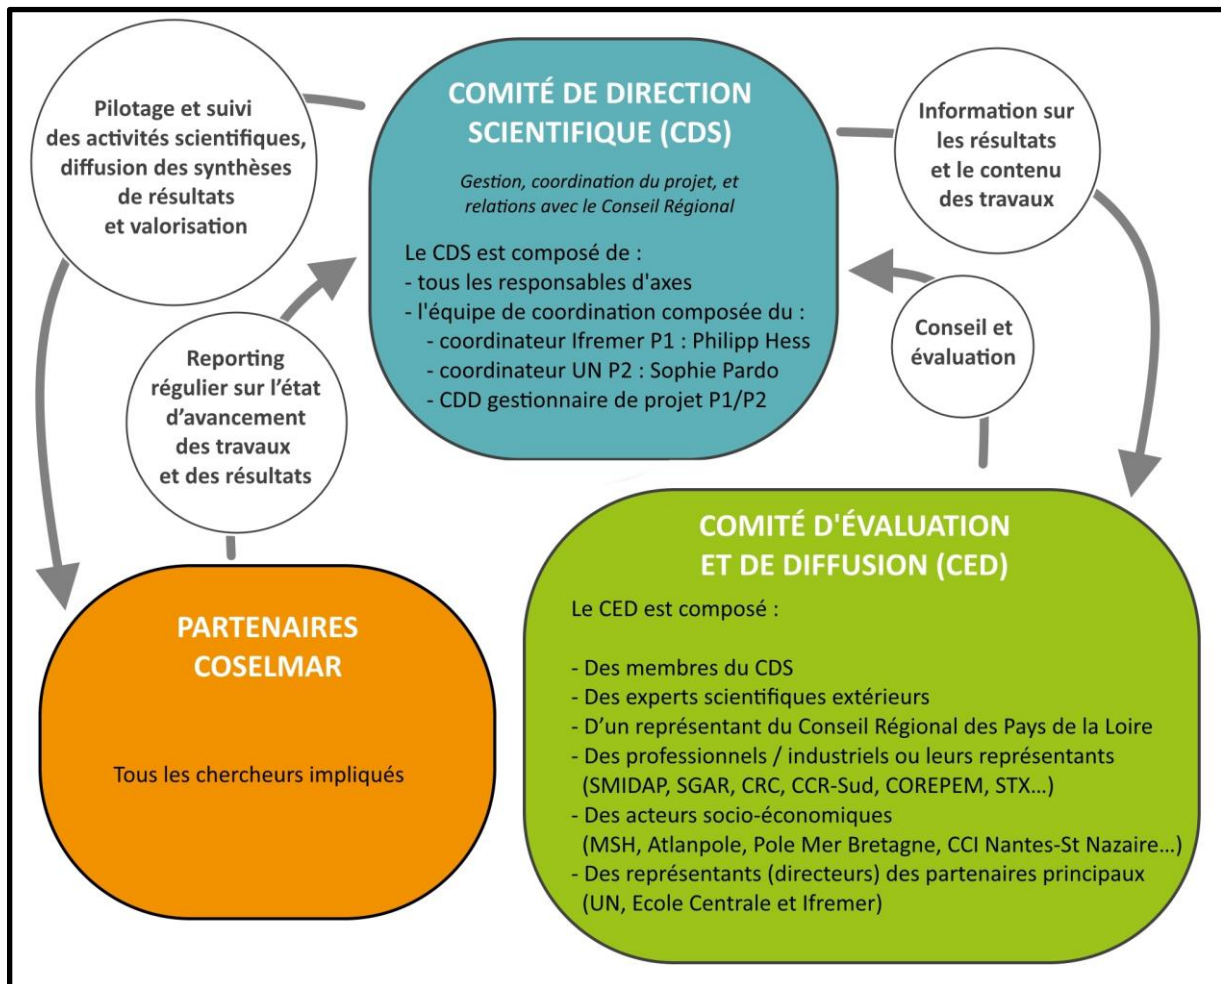 Pilotage et suivi
des activités scientifiques,
diffusion des synthèses
de résultats
et valorisation
COMITÉ DE DIRECTION
SCIENTIFIQUE (CDS)
Gestion, coordination du projet, et
relations avec le Conseil Régional
Le CDS est composé de :
- tous les responsables d'axes
- l'équipe de coordination composée du :
- coordinateur Ifremer P1 : Philipp Hess
- coordinateur UN P2 : Sophie Pardo
- CDD gestionnaire de projet P1/P2
Information sur
les résultats
et le contenu
des travaux
Reporting
régulier sur l’état
d’avancement
des travaux
et des résultats
Conseil et
évaluation
PARTENAIRES
COSELMAR
Tous les chercheurs impliqués
COMITÉ D'ÉVALUATION
ET DE DIFFUSION (CED)
Le CED est composé :
- Des membres du CDS
- Des experts scientifiques extérieurs
- D’un représentant du Conseil Régional des Pays de la Loire
- Des professionnels / industriels ou leurs représentants
(SMIDAP, SGAR, CRC, CCR-Sud, COREPEM, STX...)
- Des acteurs socio-économiques
(MSH, Atlanpole, Pole Mer Bretagne, CCI Nantes-St Nazaire...)
- Des représentants (directeurs) des partenaires principaux
(UN, Ecole Centrale et Ifremer)